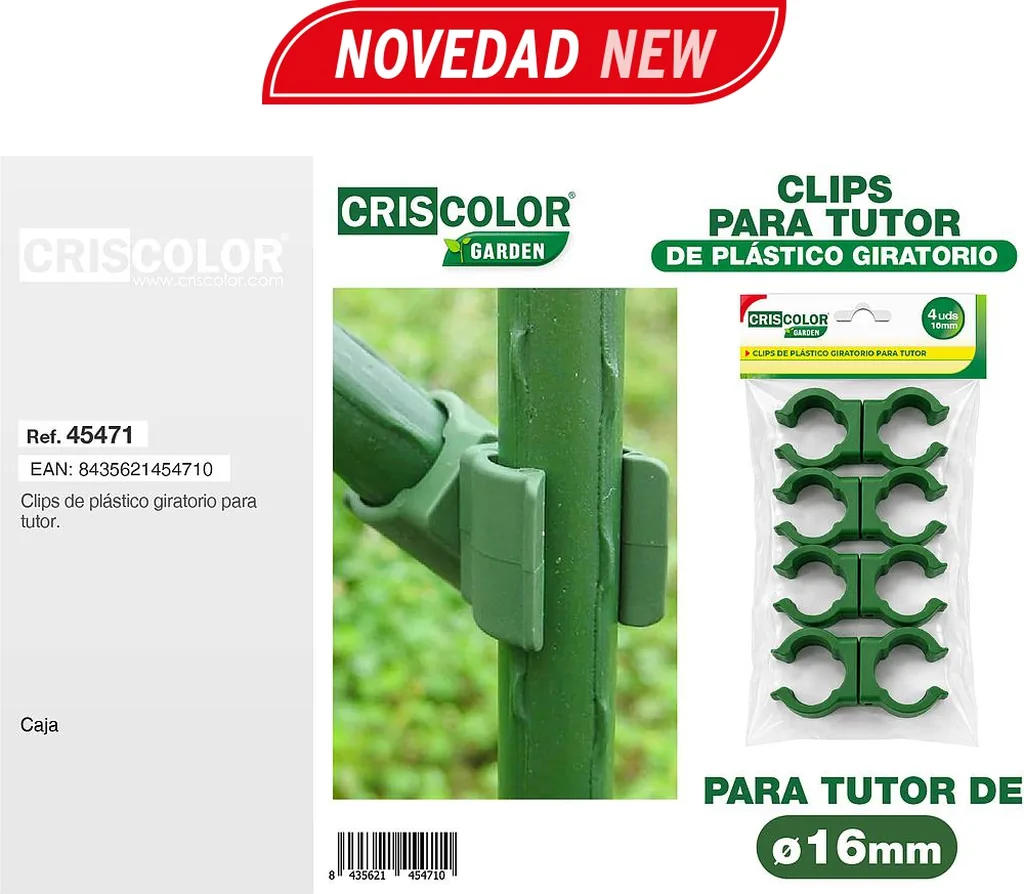 NOVEDAD NEW
CRISCOLOR®
www.criscolor.com
Ref. 45471
EAN: 8435621454710
Clips de plástico giratorio para
tutor.
Caja
CRISCOLOR®
GARDEN
CLIPS
PARA TUTOR
DE PLÁSTICO GIRATORIO
CRISCOLOR®
GARDEN
4 uds
16mm
CLIPS DE PLÁSTICO GIRATORIO PARA TUTOR
PARA TUTOR DE
ø16mm
8 435621 454710